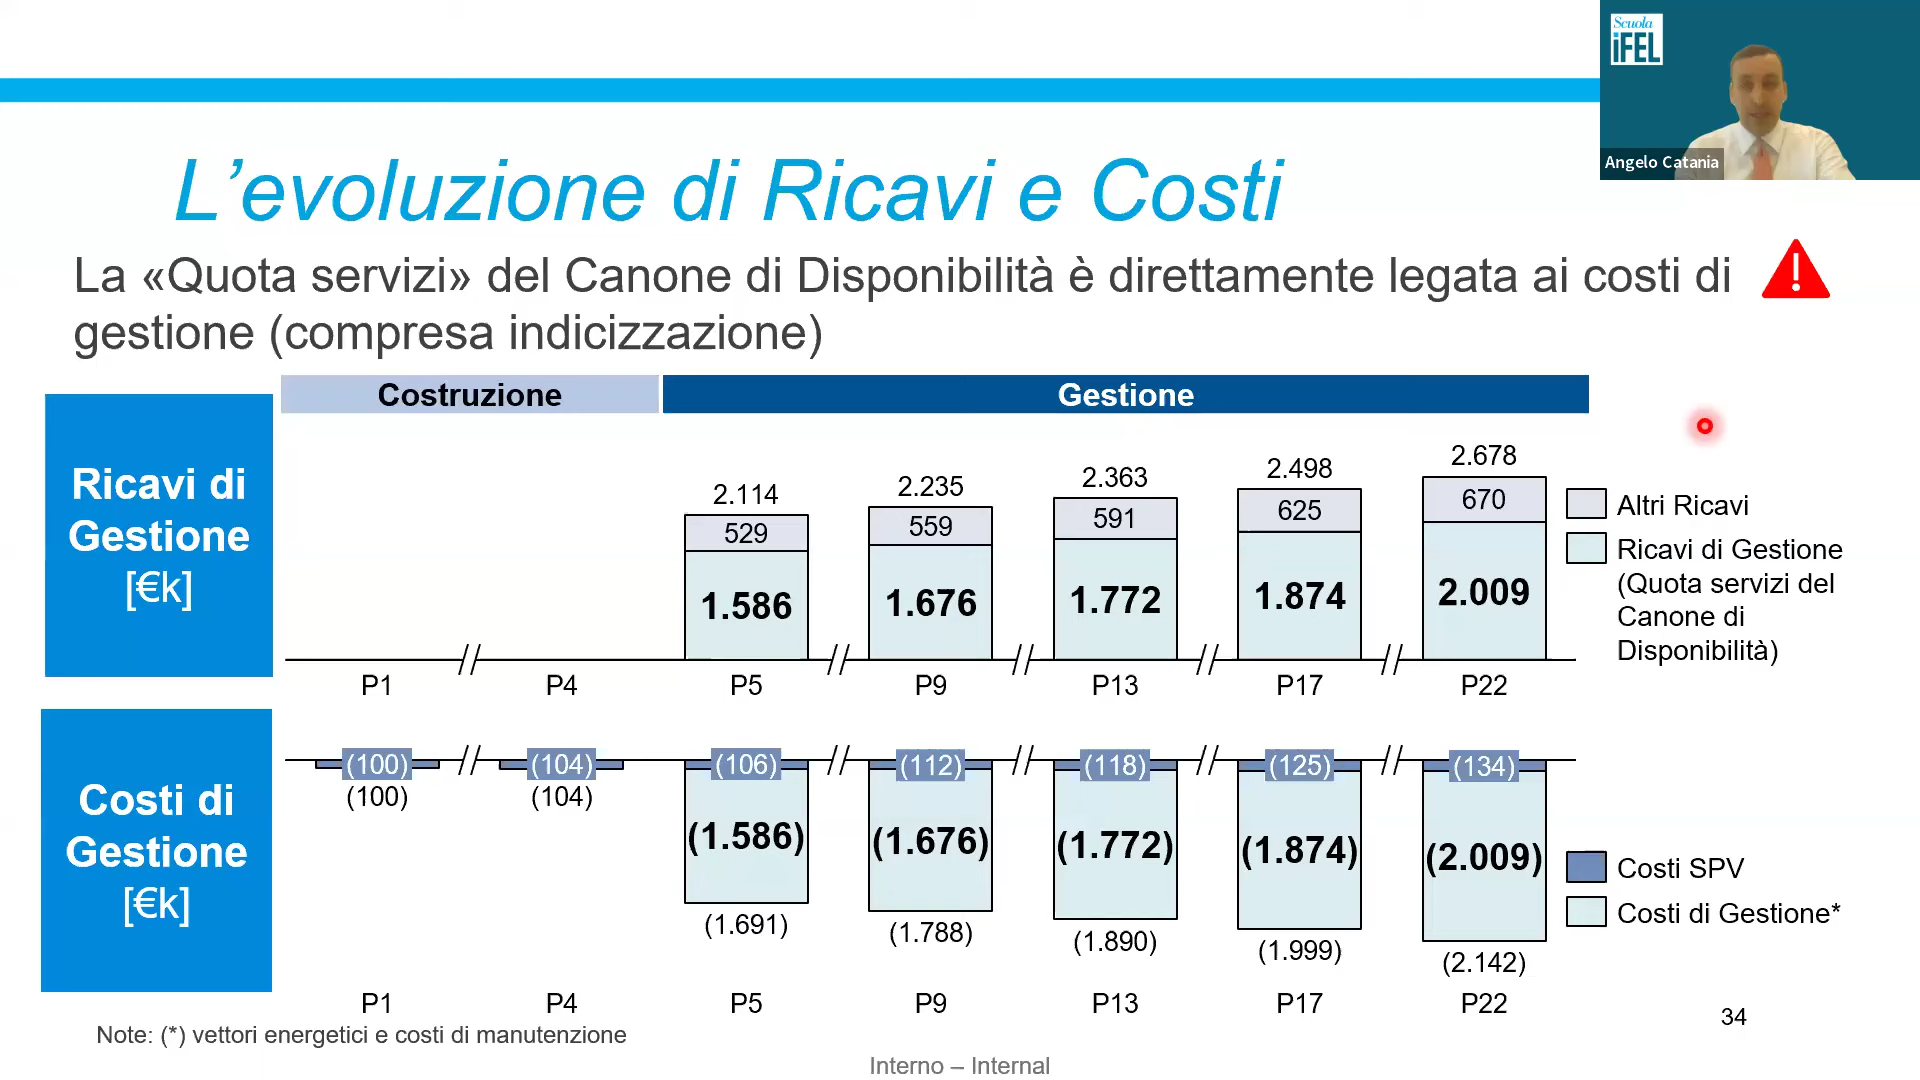 Scuola
iFEL
Angelo Catania
L’evoluzione di Ricavi e Costi
La «Quota servizi» del Canone di Disponibilità è direttamente legata ai costi di
gestione (compresa indicizzazione)
Costruzione
Gestione
Ricavi di
Gestione
[€k]
2.114
2.235
2.363
2.498
2.678
529
559
591
625
670
1.586
1.676
1.772
1.874
2.009
P1
P4
P5
P9
P13
P17
P22
Altri Ricavi
Ricavi di Gestione
(Quota servizi del
Canone di
Disponibilità)
Costi di
Gestione
[€k]
(100)
(104)
(106)
(112)
(118)
(125)
(134)
(100)
(104)
(1.586)
(1.676)
(1.772)
(1.874)
(2.009)
(1.691)
(1.788)
(1.890)
(1.999)
(2.142)
P1
P4
P5
P9
P13
P17
P22
Costi SPV
Costi di Gestione*
Note: (*) vettori energetici e costi di manutenzione
34
Interno – Internal